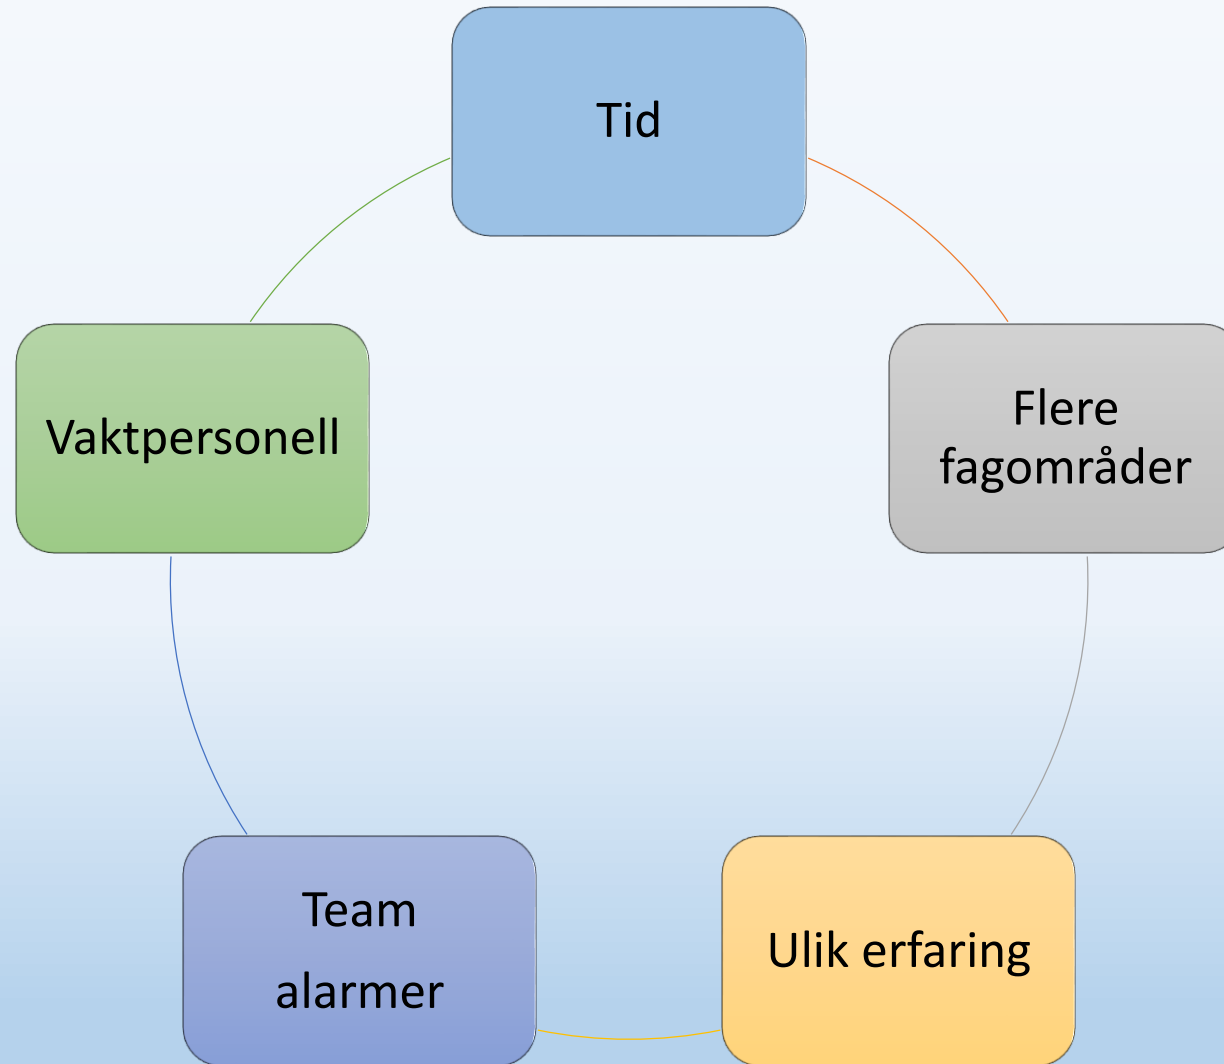 Tid
Flere
fagområder
Ulik erfaring
Team
alarmer
Vaktpersonell